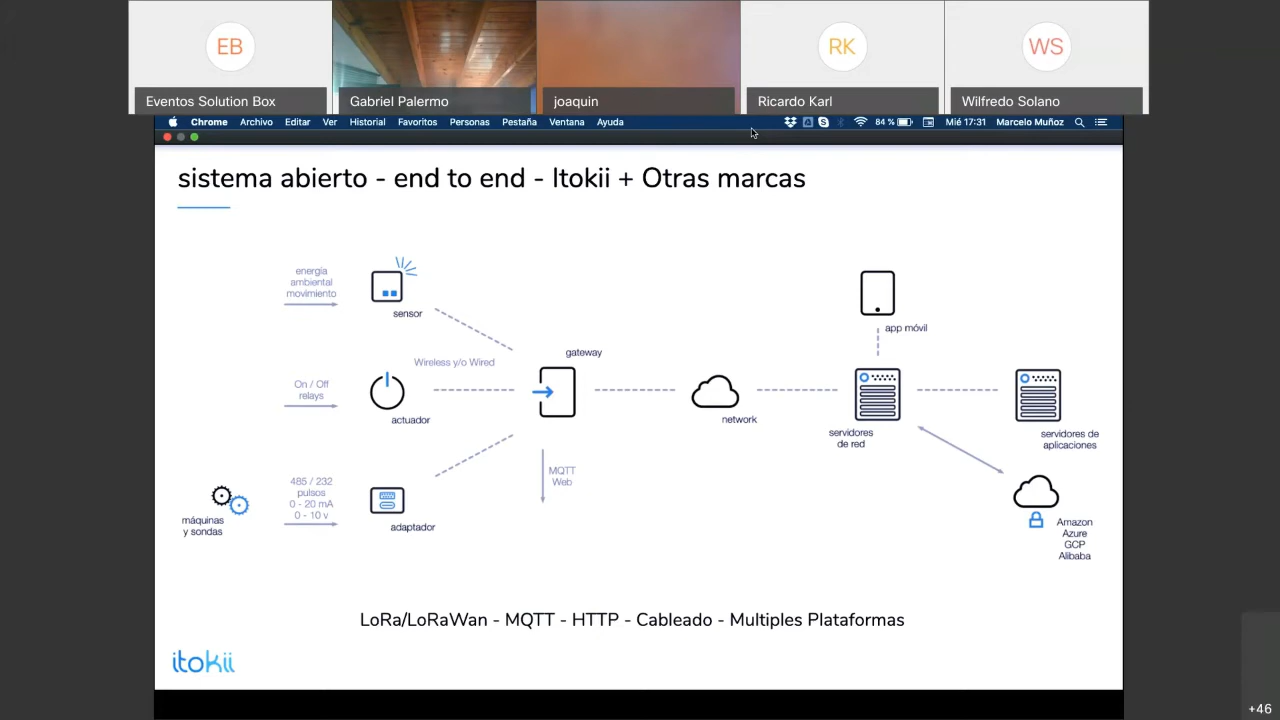 EB
RK
WS
Eventos Solution Box
Gabriel Palermo
joaquin
Ricardo Karl
Wilfredo Solano
Chrome Archivo Editar Ver Historial Favoritos Personas Pestaña Ventana Ayuda 84 % Mié 17:31 Marcelo Muñoz
sistema abierto - end to end - Itokii + Otras marcas
energía
ambiental
movimiento
sensor
app móvil
gateway
Wireless y/o Wired
On / Off
relays
actuador
network
servidores
de red
servidores de
aplicaciones
MQTT
Web
485 / 232
pulsos
0 - 20 mA
0 - 10 v
máquinas
y sondas
adaptador
Amazon
Azure
GCP
Alibaba
LoRa/LoRaWan - MQTT - HTTP - Cableado - Multiples Plataformas
itokii
+46